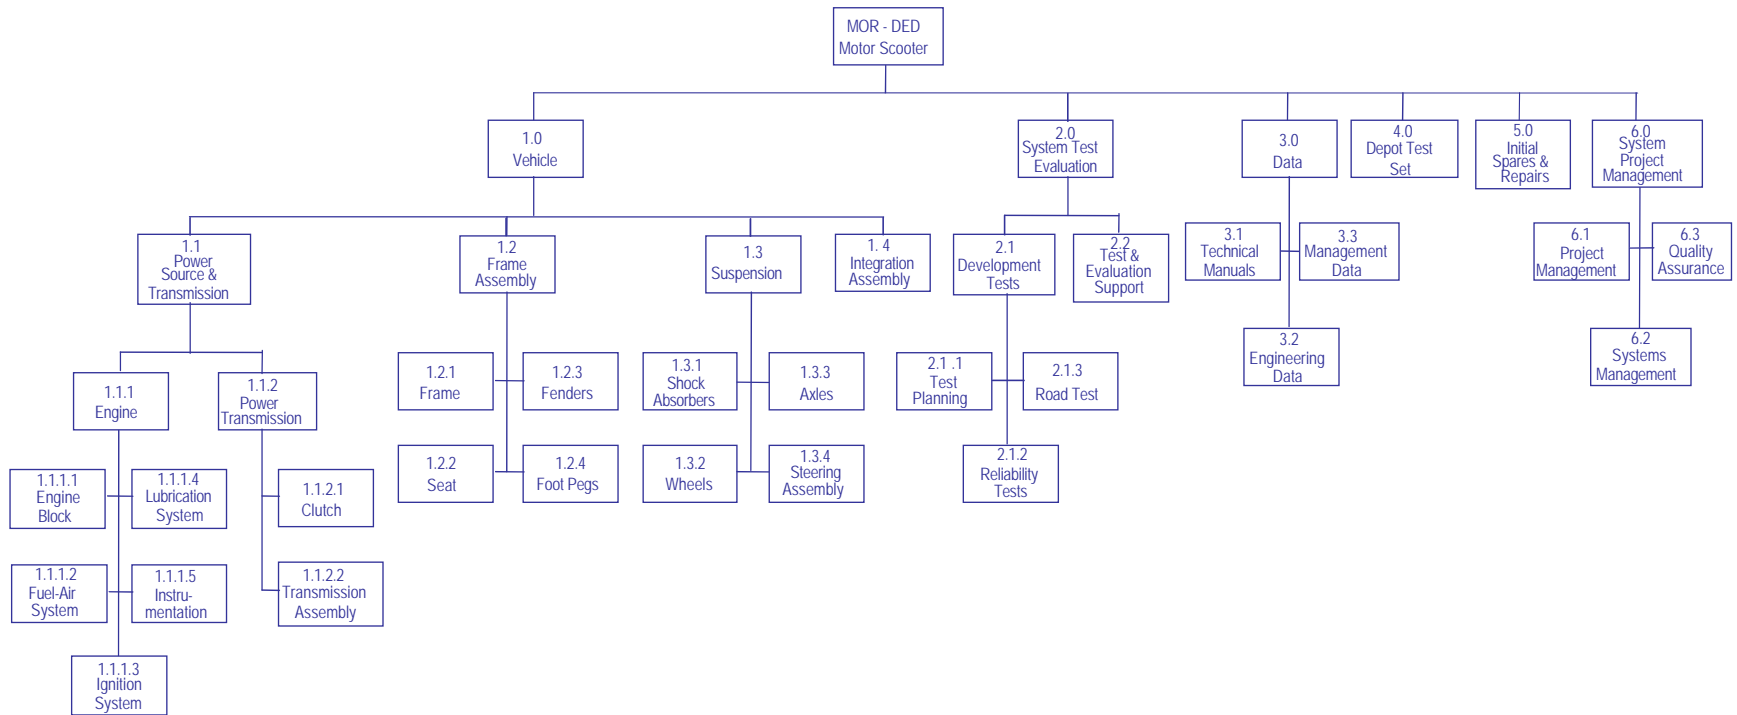 MOR - DED
Motor Scooter
1.0
Vehicle
2.0
System Test
Evaluation
3.0
Data
4.0
Depot Test
Set
5.0
Initial
Spares &
Repairs
6.0
System
Project
Management
1.1
Power
Source &
Transmission
1.2
Frame
Assembly
1.3
Suspension
1. 4
Integration
Assembly
2.1
Development
Tests
2.2
Test &
Evaluation
Support
3.1
Technical
Manuals
3.3
Management
Data
6.1
Project
Management
6.3
Quality
Assurance
3.2
Engineering
Data
6.2
Systems
Management
1.1.1
Engine
1.1.2
Power
Transmission
1.2.1
Frame
1.2.3
Fenders
1.3.1
Shock
Absorbers
1.3.3
Axles
2.1 .1
Test
Planning
2.1.3
Road Test
1.2.2
Seat
1.2.4
Foot Pegs
1.3.2
Wheels
1.3.4
Steering
Assembly
2.1.2
Reliability
Tests
1.1.1.1
Engine
Block
1.1.1.4
Lubrication
System
1.1.2.1
Clutch
1.1.1.2
Fuel-Air
System
1.1.1.5
Instru-
mentation
1.1.2.2
Transmission
Assembly
1.1.1.3
Ignition
System